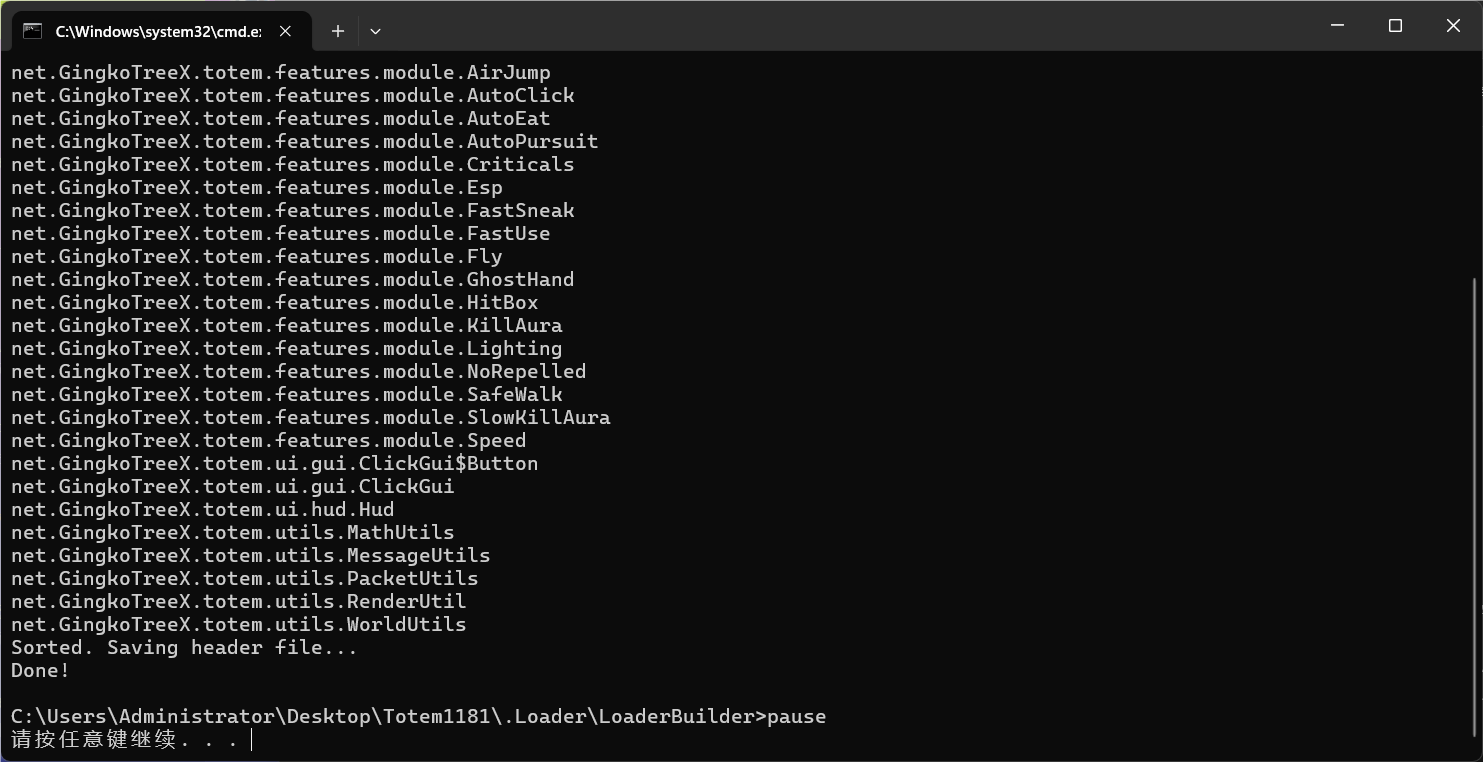 C:\Windows\system32\cmd.e
net.GingkoTreeX.totem.features.module.AirJump
net.GingkoTreeX.totem.features.module.AutoClick
net.GingkoTreeX.totem.features.module.AutoEat
net.GingkoTreeX.totem.features.module.AutoPursuit
net.GingkoTreeX.totem.features.module.Criticals
net.GingkoTreeX.totem.features.module.Esp
net.GingkoTreeX.totem.features.module.FastSneak
net.GingkoTreeX.totem.features.module.FastUse
net.GingkoTreeX.totem.features.module.Fly
net.GingkoTreeX.totem.features.module.GhostHand
net.GingkoTreeX.totem.features.module.HitBox
net.GingkoTreeX.totem.features.module.KillAura
net.GingkoTreeX.totem.features.module.Lighting
net.GingkoTreeX.totem.features.module.NoRepelled
net.GingkoTreeX.totem.features.module.SafeWalk
net.GingkoTreeX.totem.features.module.SlowKillAura
net.GingkoTreeX.totem.features.module.Speed
net.GingkoTreeX.totem.ui.gui.ClickGui$Button
net.GingkoTreeX.totem.ui.gui.ClickGui
net.GingkoTreeX.totem.ui.hud.Hud
net.GingkoTreeX.totem.utils.MathUtils
net.GingkoTreeX.totem.utils.MessageUtils
net.GingkoTreeX.totem.utils.PacketUtils
net.GingkoTreeX.totem.utils.RenderUtil
net.GingkoTreeX.totem.utils.WorldUtils
Sorted. Saving header file...
Done!
C:\Users\Administrator\Desktop\Totem1181\.Loader\LoaderBuilder>pause
请按任意键继续. . .